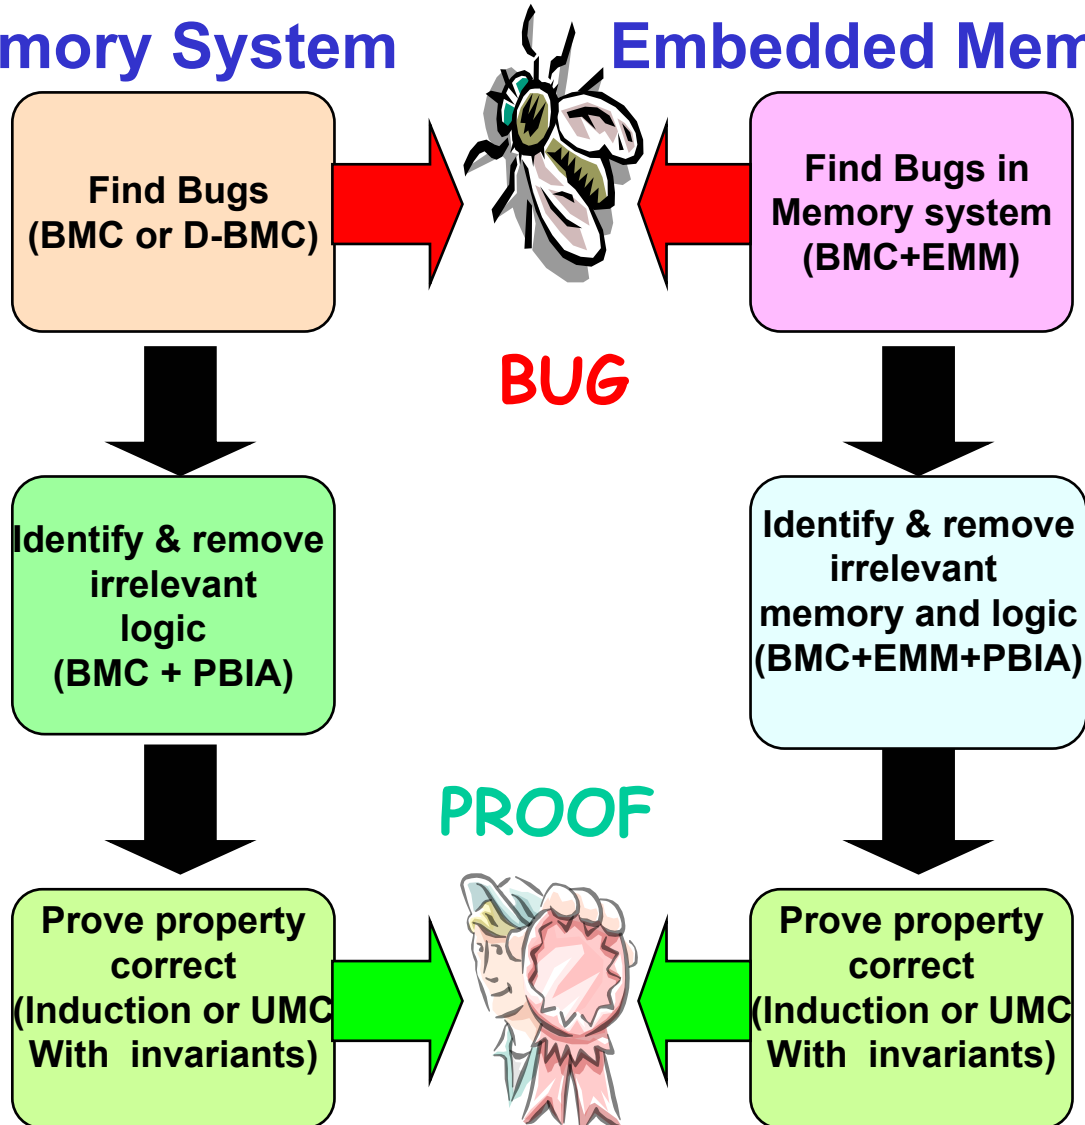 mory System
Embedded Mem
Find Bugs
(BMC or D-BMC)
Find Bugs in
Memory system
(BMC+EMM)
BUG
Identify & remove
irrelevant
logic
(BMC + PBIA)
Identify & remove
irrelevant
memory and logic
(BMC+EMM+PBIA)
PROOF
Prove property
correct
(Induction or UMC
With invariants)
Prove property
correct
(Induction or UMC
With invariants)